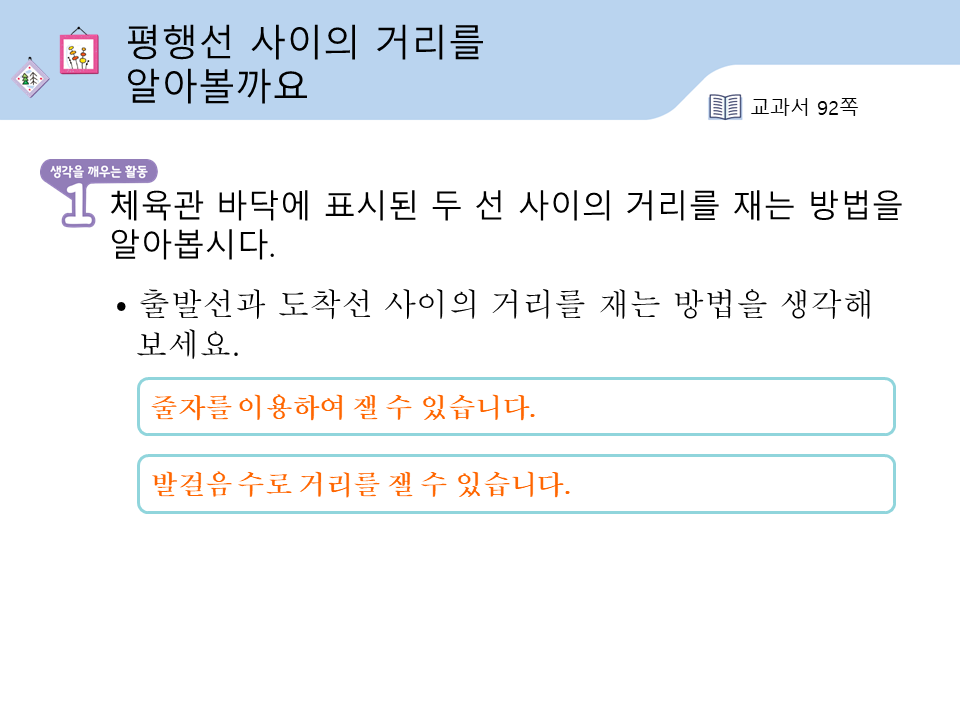 평행선 사이의 거리를
알아볼까요
교과서 92쪽
생각을 깨우는 활동
1
체육관 바닥에 표시된 두 선 사이의 거리를 재는 방법을
알아봅시다.
• 출발선과 도착선 사이의 거리를 재는 방법을 생각해
보세요.
줄자를 이용하여 잴 수 있습니다.
발걸음 수로 거리를 잴 수 있습니다.